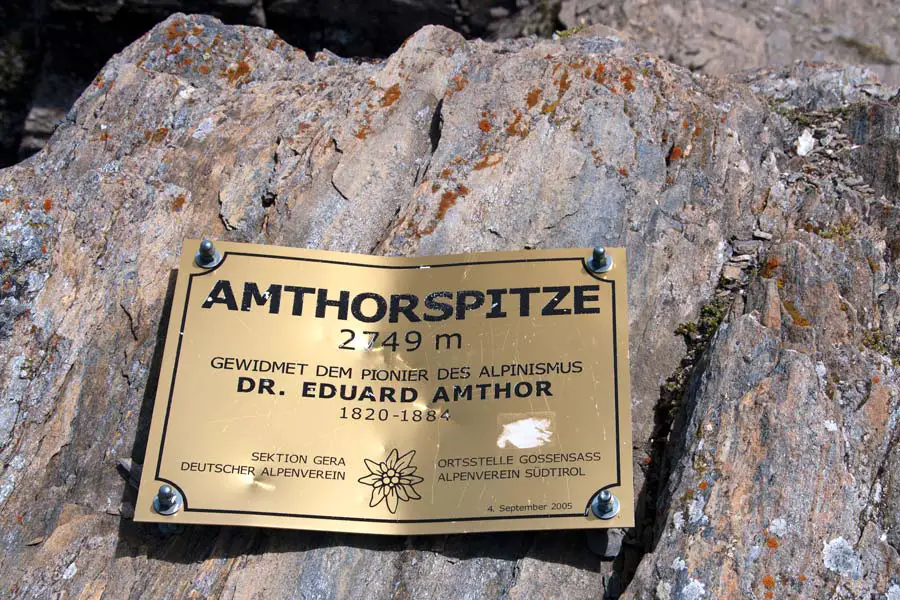 AMTHORSPITZE
2749 m
GEWIDMET DEM PIONIER DES ALPINISMUS
DR. EDUARD AMTHOR
1820-1884
SEKTION GERA
DEUTSCHER ALPENVEREIN
ORTSSTELLE GOSSENSASS
ALPENVEREIN SÜDTIROL
4. September 2005